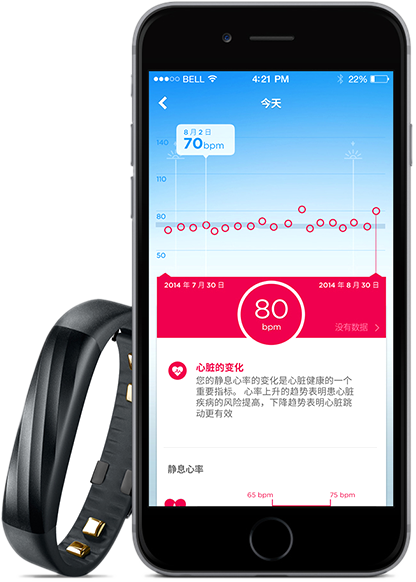 BELL 4:21 PM 22%
今天
8 月 2 日
70bpm
140
110
80
50
2014 年 7 月 30 日 2014 年 8 月 30 日
80
bpm
没有数据
心脏的变化
您的静息心率的变化是心脏健康的一个
重要指标。 心率上升的趋势表明患心脏
疾病的风险提高，下降趋势表明心脏跳
动更有效
静息心率
65 bpm 75 bpm